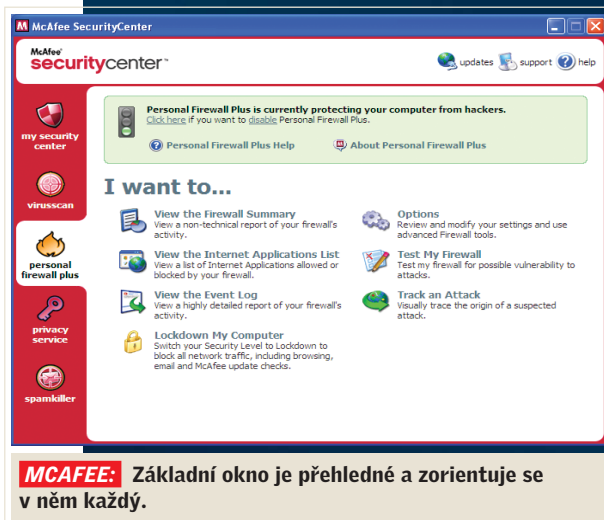 McAfee SecurityCenter
McAfee
securitycenter™
updates
support
help
my security
center
virusscan
personal
firewall plus
privacy
service
spamkiller
Personal Firewall Plus is currently protecting your computer from hackers.
Click here if you want to disable Personal Firewall Plus.
Personal Firewall Plus Help
About Personal Firewall Plus
I want to...
View the Firewall Summary
View a non-technical report of your firewall's
activity.
View the Internet Applications List
View a list of Internet Applications allowed or
blocked by your firewall.
View the Event Log
View a highly detailed report of your firewall's
activity.
Lockdown My Computer
Switch your Security Level to Lockdown to
block all network traffic, including browsing,
email and McAfee update checks.
Options
Review and modify your settings and use
advanced Firewall tools.
Test My Firewall
Test my firewall for possible vulnerability to
attacks.
Track an Attack
Visually trace the origin of a suspected
attack.
MCAFEE: Základní okno je přehledné a zorientuje se
v něm každý.